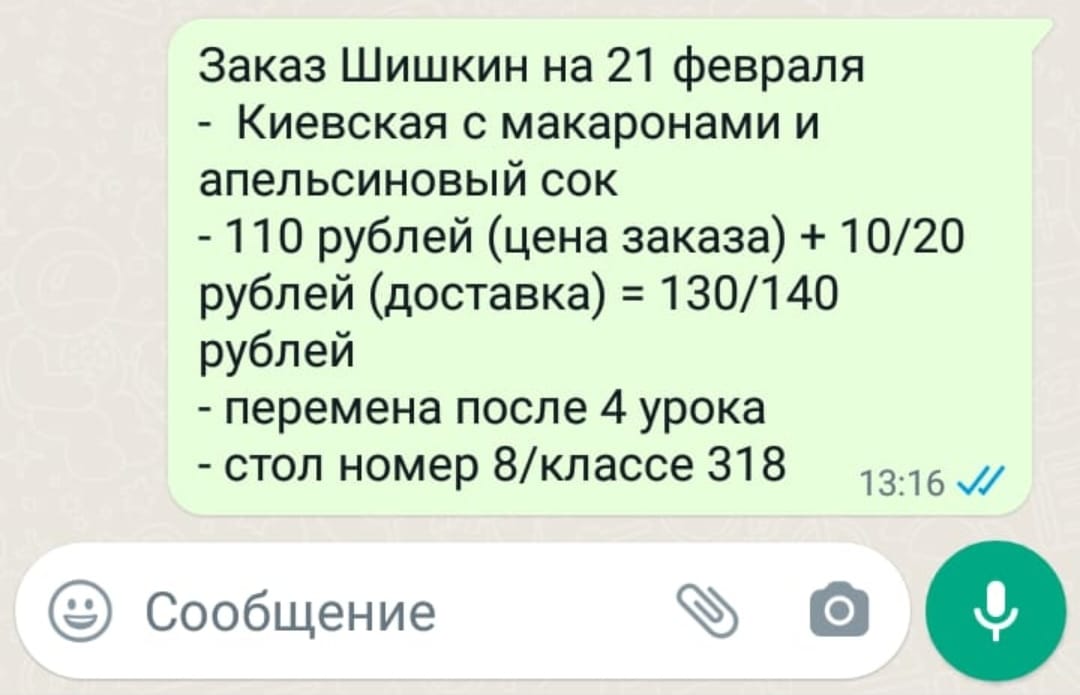 Заказ Шишкин на 21 февраля
- Киевская с макаронами и
апельсиновый сок
- 110 рублей (цена заказа) + 10/20
рублей (доставка) = 130/140
рублей
- перемена после 4 урока
- стол номер 8/классе 318
13:16
Сообщение